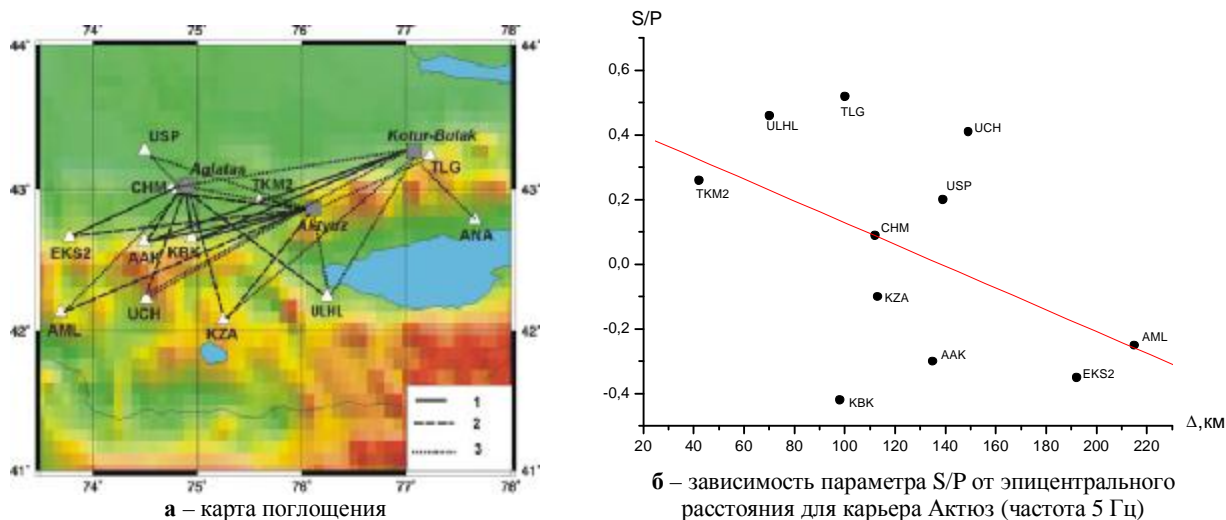 74˚ 75˚ 76˚ 77˚ 78˚
44˚ 44˚
USP
Kotur-Bulak
TLG
Aglatas
43˚ CHM TKM2 43˚
Aktyuz
ANA
EKS2 AAK KBK
UCH ULHL
AML KZA
42˚ 42˚
1
2
3
41˚ 41˚
74˚ 75˚ 76˚ 77˚ 78˚
а – карта поглощения
S/P
0,6
TLG
ULHL
0,4 UCH
TKM2
0,2 USP
CHM
0,0
KZA
-0,2
AML
AAK
EKS2
-0,4 KBK
Δ,км
20 40 60 80 100 120 140 160 180 200 220
б – зависимость параметра S/P от эпицентрального
расстояния для карьера Актюз (частота 5 Гц)